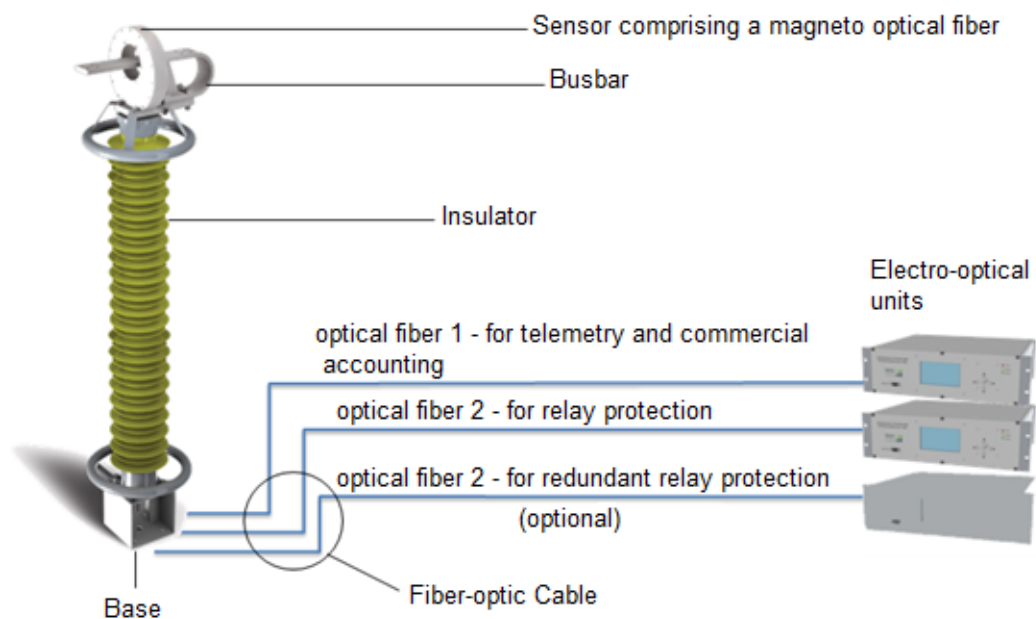 Sensor comprising a magneto optical fiber
Busbar
Insulator
Electro-optical
units
optical fiber 1 - for telemetry and commercial
accounting
optical fiber 2 - for relay protection
optical fiber 2 - for redundant relay protection
(optional)
Fiber-optic Cable
Base